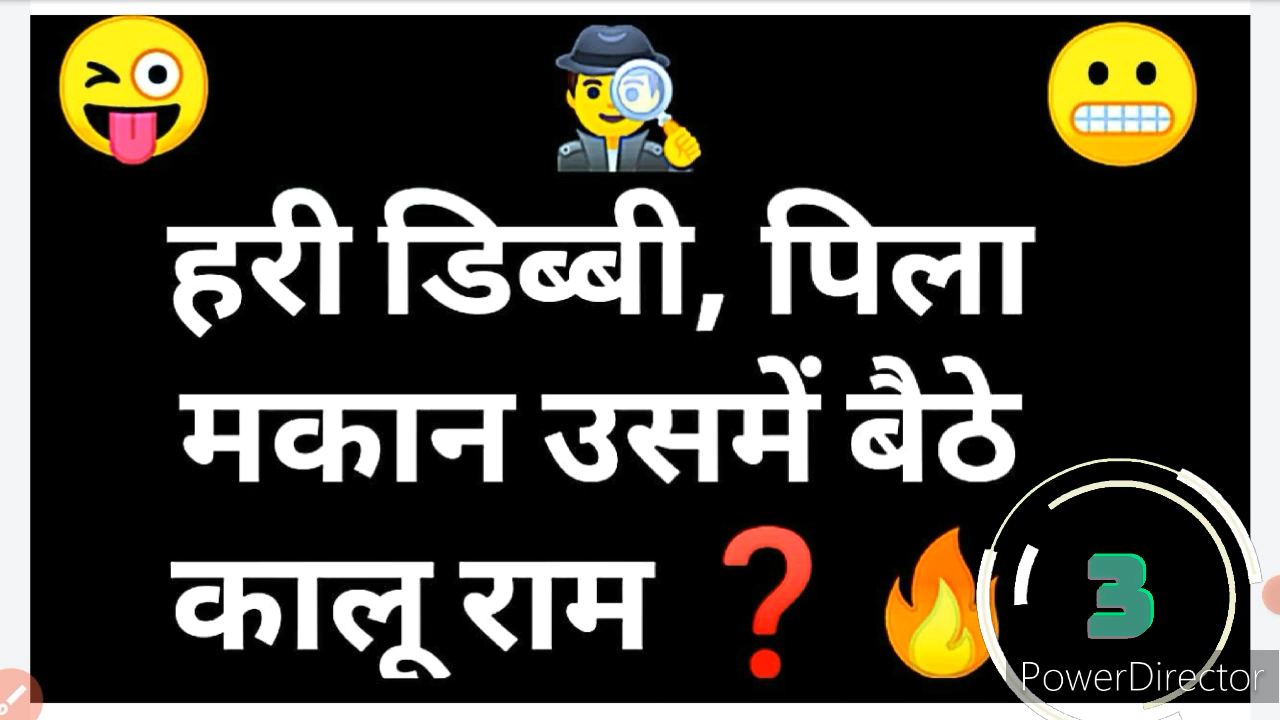 हरी डिब्बी, पिला
मकान उसमें बैठे
कालू राम ❓ 🔥
3
PowerDirector